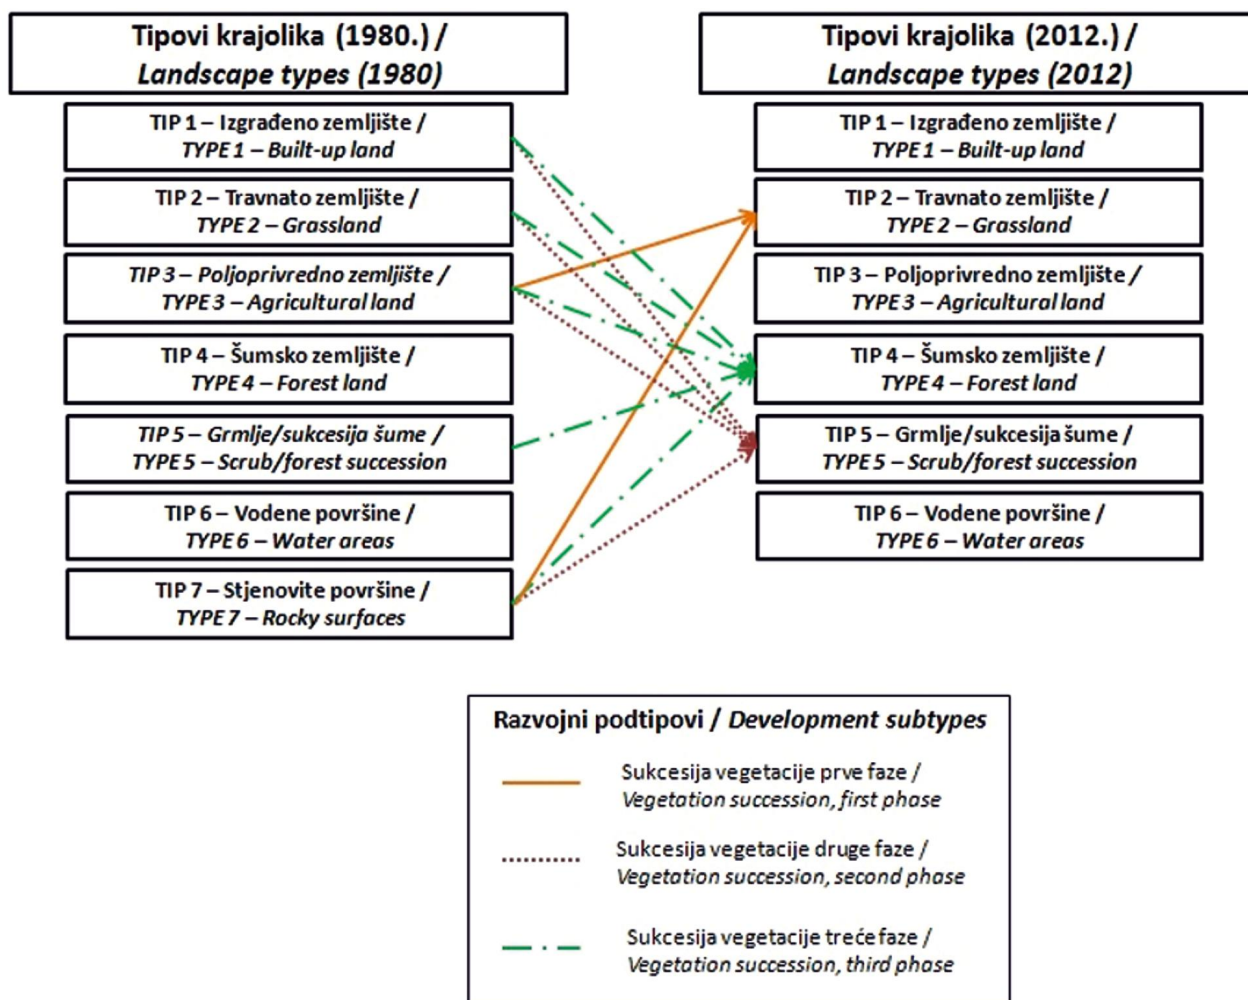 Tipovi krajolika (1980.) /
Landscape types (1980)
TIP 1 – Izgrađeno zemljište /
TYPE 1 – Built-up land
TIP 2 – Travnato zemljište /
TYPE 2 – Grassland
TIP 3 – Poljoprivredno zemljište /
TYPE 3 – Agricultural land
TIP 4 – Šumsko zemljište /
TYPE 4 – Forest land
TIP 5 – Grmlje/sukcesija šume /
TYPE 5 – Scrub/forest succession
TIP 6 – Vodene površine /
TYPE 6 – Water areas
TIP 7 – Stjenovite površine /
TYPE 7 – Rocky surfaces
Tipovi krajolika (2012.) /
Landscape types (2012)
TIP 1 – Izgrađeno zemljište /
TYPE 1 – Built-up land
TIP 2 – Travnato zemljište /
TYPE 2 – Grassland
TIP 3 – Poljoprivredno zemljište /
TYPE 3 – Agricultural land
TIP 4 – Šumsko zemljište /
TYPE 4 – Forest land
TIP 5 – Grmlje/sukcesija šume /
TYPE 5 – Scrub/forest succession
TIP 6 – Vodene površine /
TYPE 6 – Water areas
Razvojni podtipovi / Development subtypes
Sukcesija vegetacije prve faze /
Vegetation succession, first phase
Sukcesija vegetacije druge faze /
Vegetation succession, second phase
Sukcesija vegetacije treće faze /
Vegetation succession, third phase